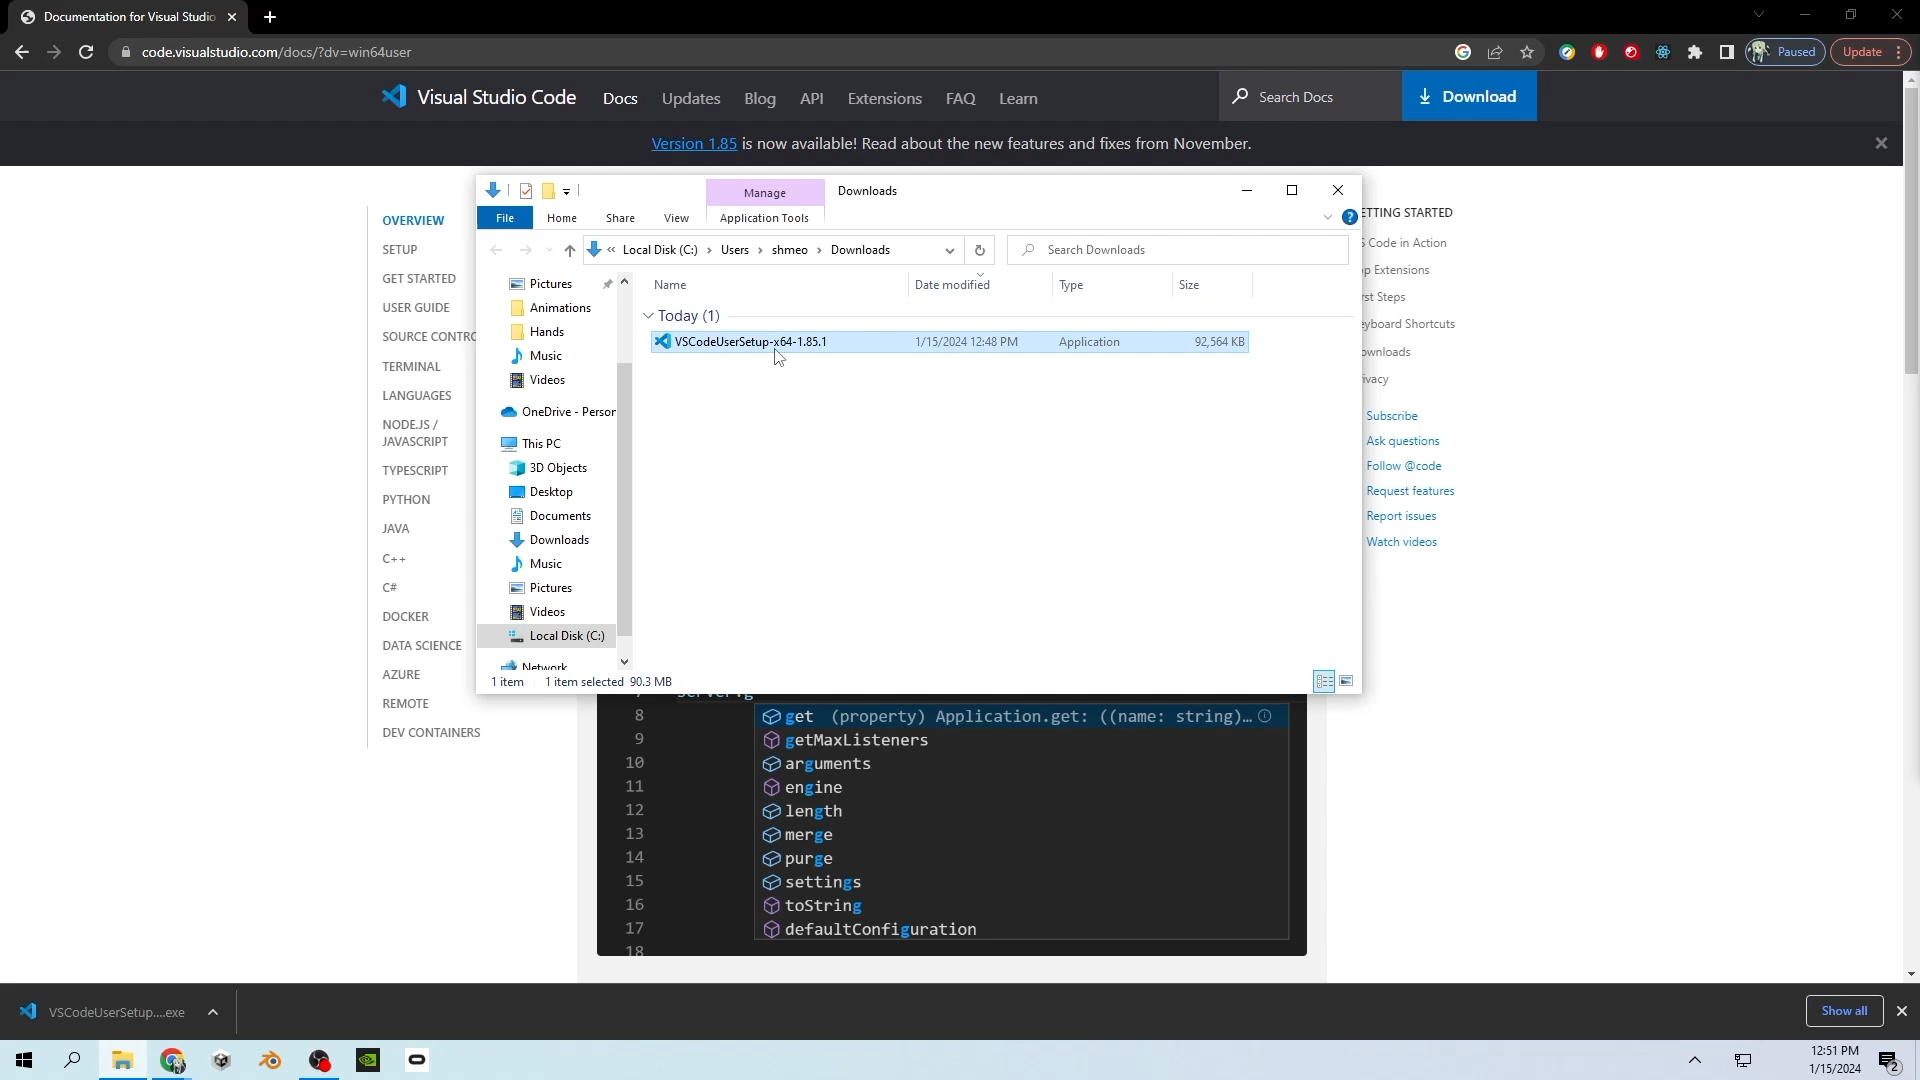 Documentation for Visual Studio
code.visualstudio.com/docs/?dv=win64user
Paused
Update
Visual Studio Code
Docs
Updates
Blog
API
Extensions
FAQ
Learn
Search Docs
Download
Version 1.85 is now available! Read about the new features and fixes from November.
OVERVIEW
SETUP
GET STARTED
USER GUIDE
SOURCE CONTRO
TERMINAL
LANGUAGES
NODE.JS /
JAVASCRIPT
TYPESCRIPT
PYTHON
JAVA
C++
C#
DOCKER
DATA SCIENCE
AZURE
REMOTE
DEV CONTAINERS
Manage
Downloads
File
Home
Share
View
Application Tools
« Local Disk (C:) › Users › shmeo › Downloads
Search Downloads
Pictures
Animations
Hands
Music
Videos
OneDrive - Person
This PC
3D Objects
Desktop
Documents
Downloads
Music
Pictures
Videos
Local Disk (C:)
Network
Name
Date modified
Type
Size
Today (1)
VSCodeUserSetup-x64-1.85.1
1/15/2024 12:48 PM
Application
92,564 KB
1 item
1 item selected 90.3 MB
ETTING STARTED
S Code in Action
p Extensions
rst Steps
eyboard Shortcuts
ownloads
ivacy
Subscribe
Ask questions
Follow @code
Request features
Report issues
Watch videos
7 server.g
8 get (property) Application.get: ((name: string)…
9 getMaxListeners
10 arguments
11 engine
12 length
13 merge
14 purge
15 settings
16 toString
17 defaultConfiguration
18
VSCodeUserSetup....exe
Show all
12:51 PM
1/15/2024
2